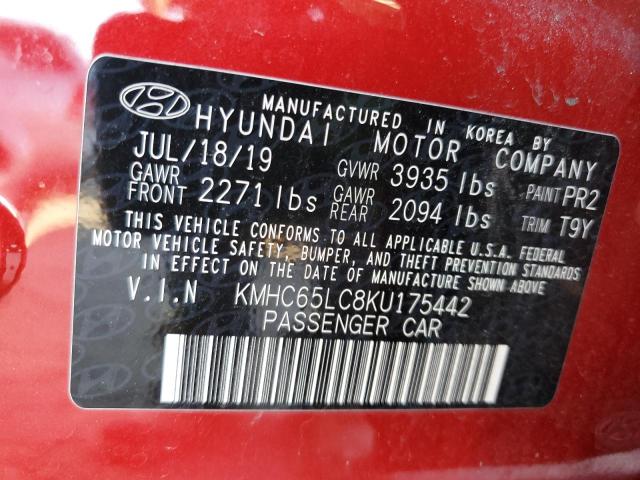 MANUFACTURED IN KOREA BY
HYUNDAI MOTOR COMPANY
JUL/18/19 GVWR 3935 lbs PAINT PR2
GAWR FRONT 2271 lbs GAWR REAR 2094 lbs TRIM T9Y
THIS VEHICLE CONFORMS TO ALL APPLICABLE U.S.A. FEDERAL
MOTOR VEHICLE SAFETY, BUMPER, AND THEFT PREVENTION STANDARDS
IN EFFECT ON THE DATE OF MANUFACTURE SHOWN ABOVE
V.I.N KMHC65LC8KU175442
PASSENGER CAR